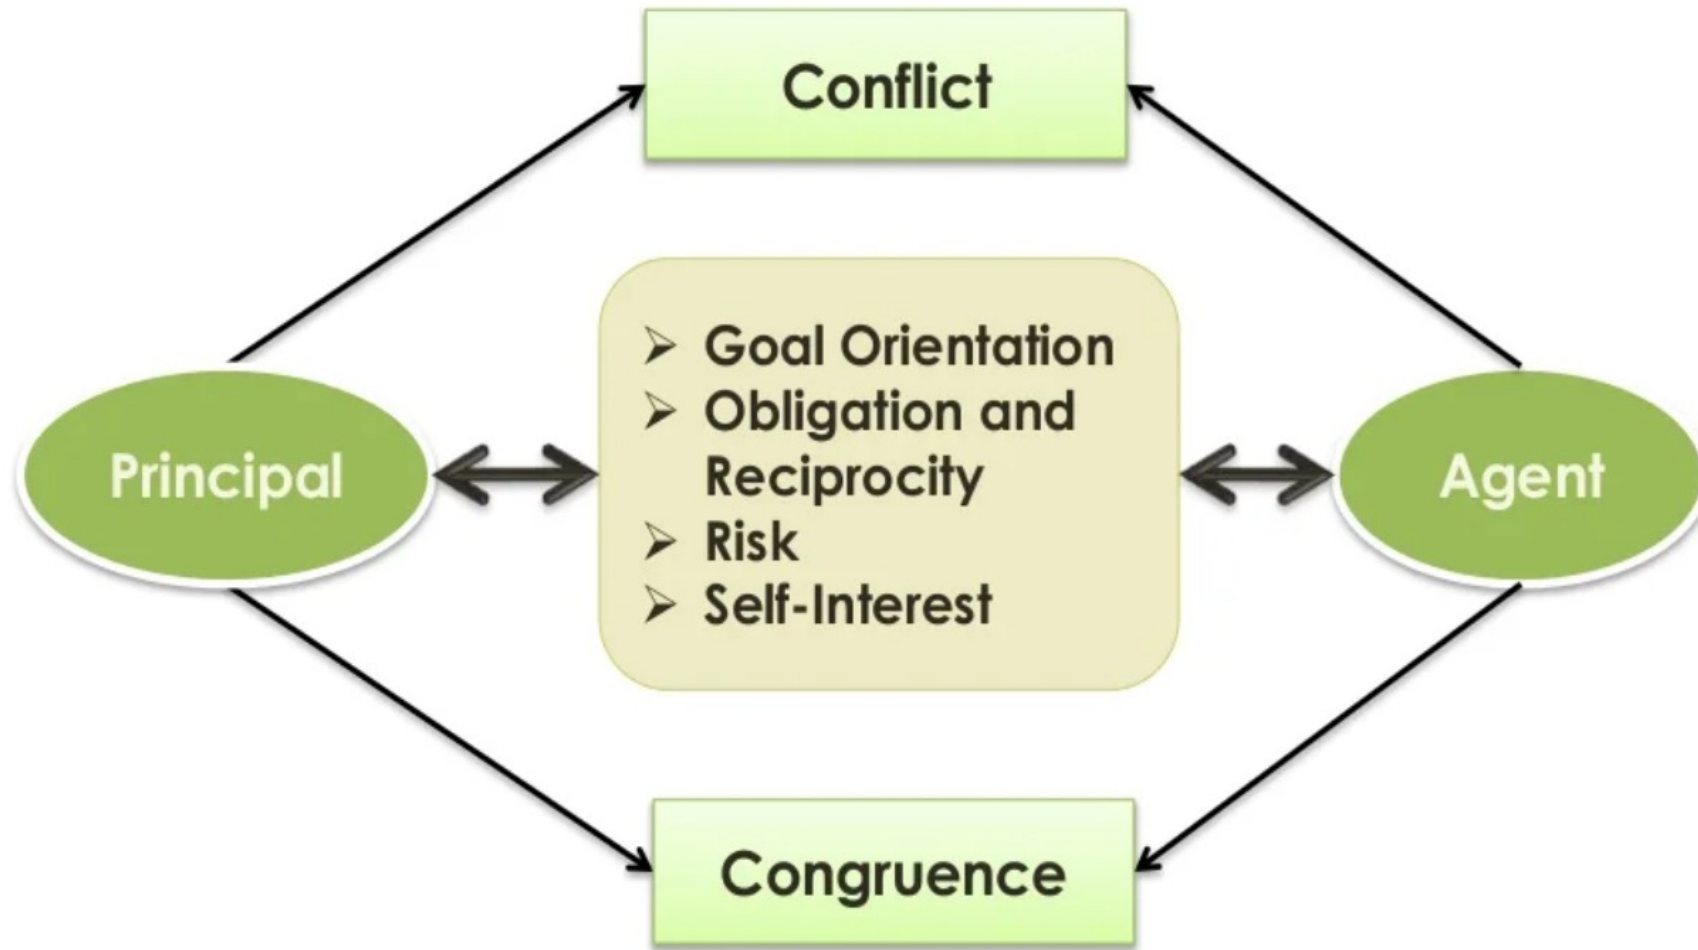 Conflict
➢ Goal Orientation
➢ Obligation and
Reciprocity
➢ Risk
➢ Self-Interest
Principal
Agent
Congruence